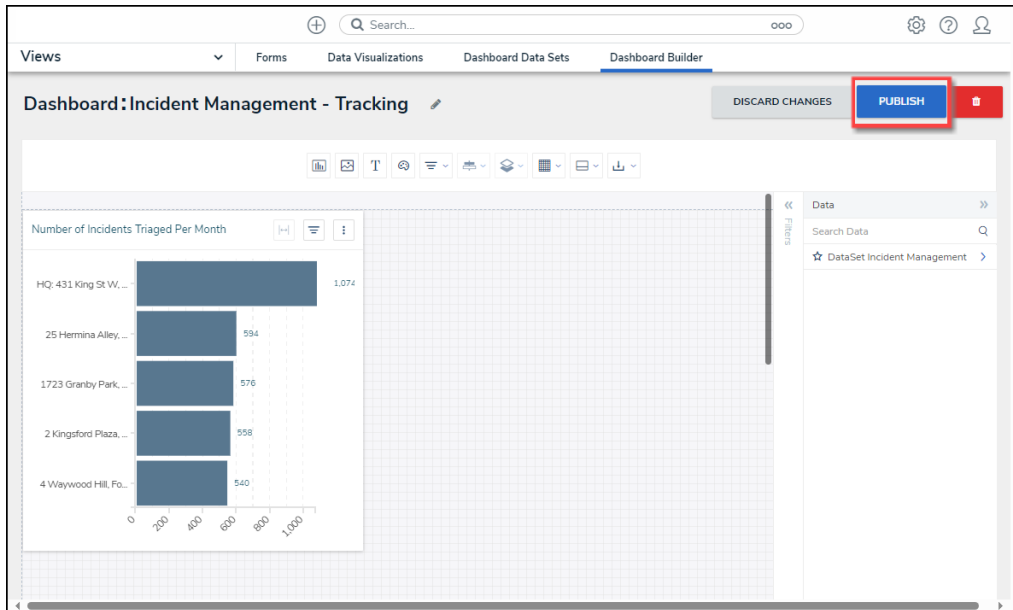 Search...
Views
Forms
Data Visualizations
Dashboard Data Sets
Dashboard Builder
Dashboard: Incident Management - Tracking
DISCARD CHANGES
PUBLISH
T
Filters
Data
Search Data
DataSet Incident Management
Number of Incidents Triaged Per Month
HQ: 431 King St W, ...
1,074
25 Hermina Alley, ...
594
1723 Granby Park, ...
576
2 Kingsford Plaza, ...
558
4 Waywood Hill, Fo...
540
0
200
400
600
800
1,000